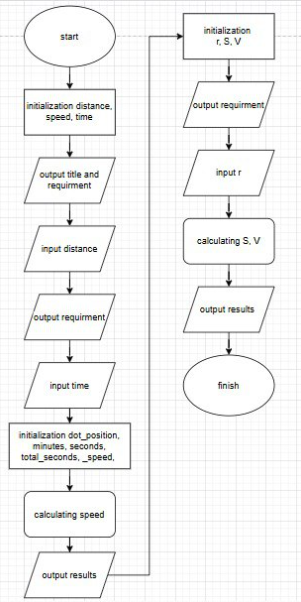 start
initialization distance,
speed, time
output title and
requirment
input distance
output requirment
input time
initialization dot_position,
minutes, seconds,
total_seconds, _speed,
calculating speed
output results
initialization
r, S, V
output requirment
input r
calculating S, V
output results
finish